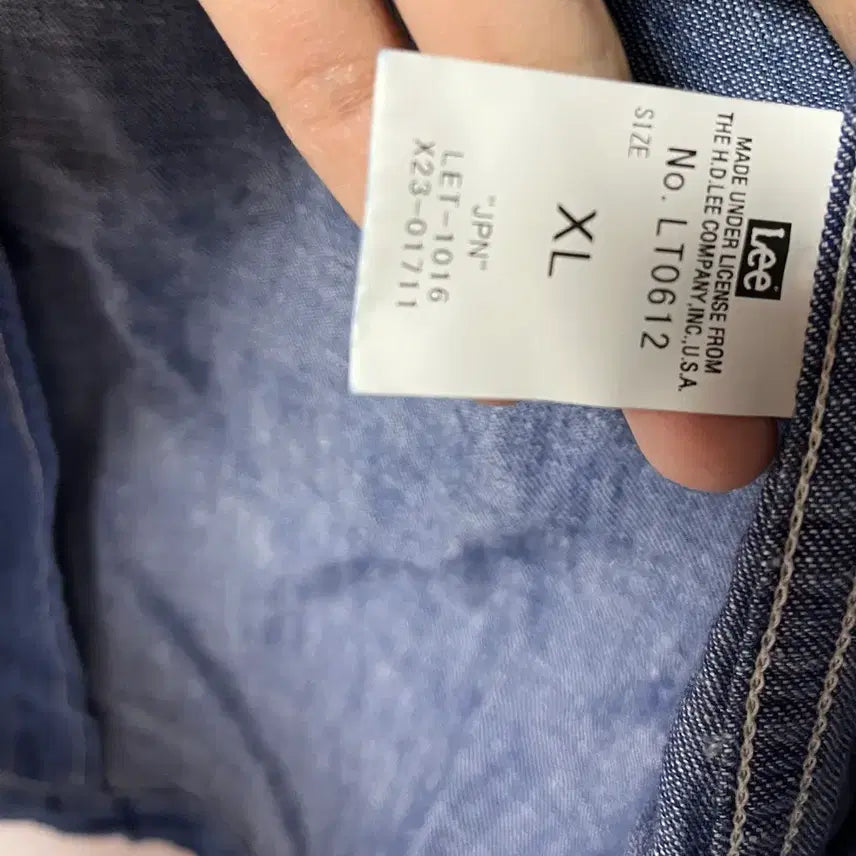 Lee
MADE UNDER LICENSE FROM
THE H.D.LEE COMPANY,INC.,U.S.A.
No. LT0612
SIZE
XL
"JPN"
LET-1016
X23-01711